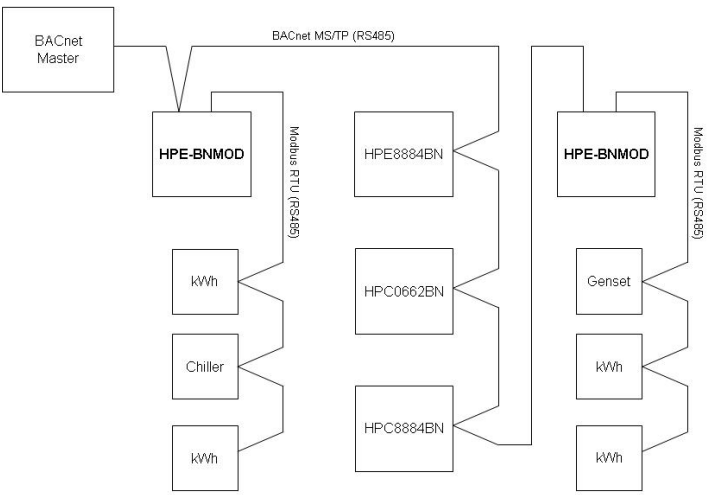 BACnet
Master
BACnet MS/TP (RS485)
HPE-BNMOD
Modbus RTU (RS485)
HPE8884BN
HPE-BNMOD
Modbus RTU (RS485)
kWh
HPC0662BN
Genset
Chiller
kWh
kWh
HPC8884BN
kWh